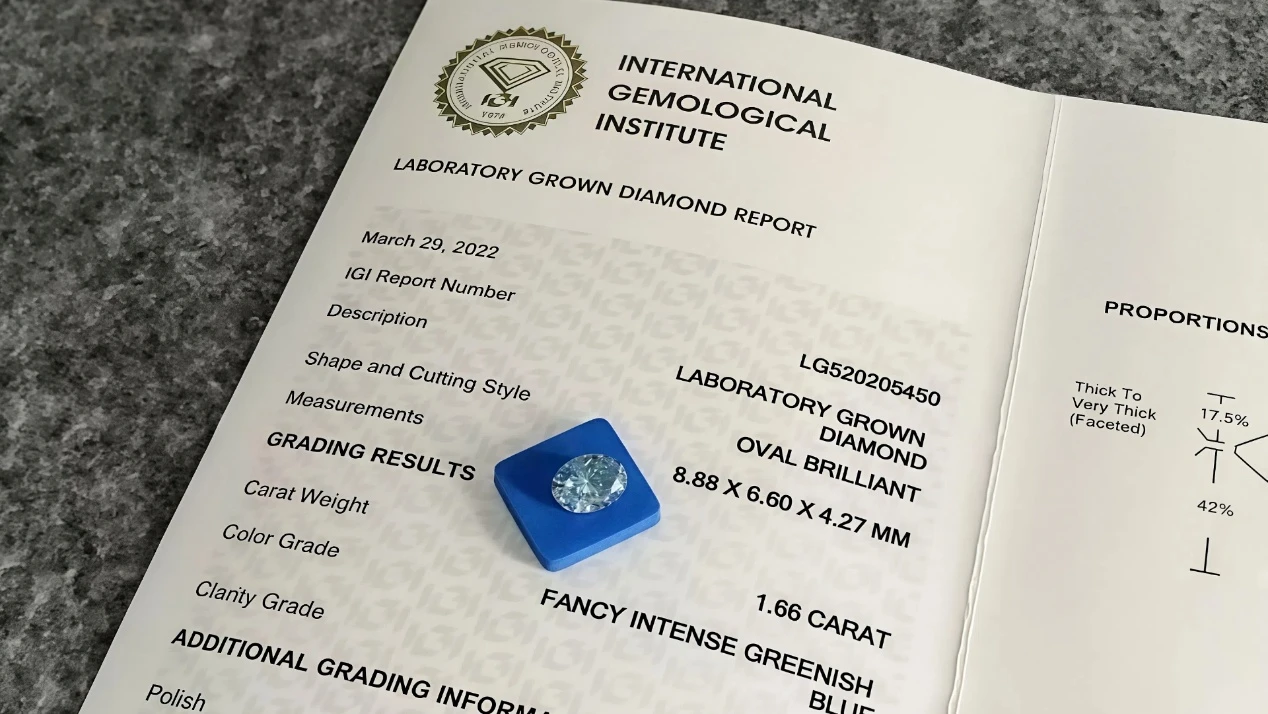 INTERNATIONAL
GEMOLOGICAL
INSTITUTE
IGI
LABORATORY GROWN DIAMOND REPORT
March 29, 2022
IGI Report Number
LG520205450
Description
LABORATORY GROWN
DIAMOND
Shape and Cutting Style
OVAL BRILLIANT
Measurements
8.88 X 6.60 X 4.27 MM
GRADING RESULTS
Carat Weight
1.66 CARAT
Color Grade
FANCY INTENSE GREENISH
BLUE
Clarity Grade
ADDITIONAL GRADING
Polish
PROPORTIONS
Thick To
Very Thick
(Faceted)
17.5%
42%